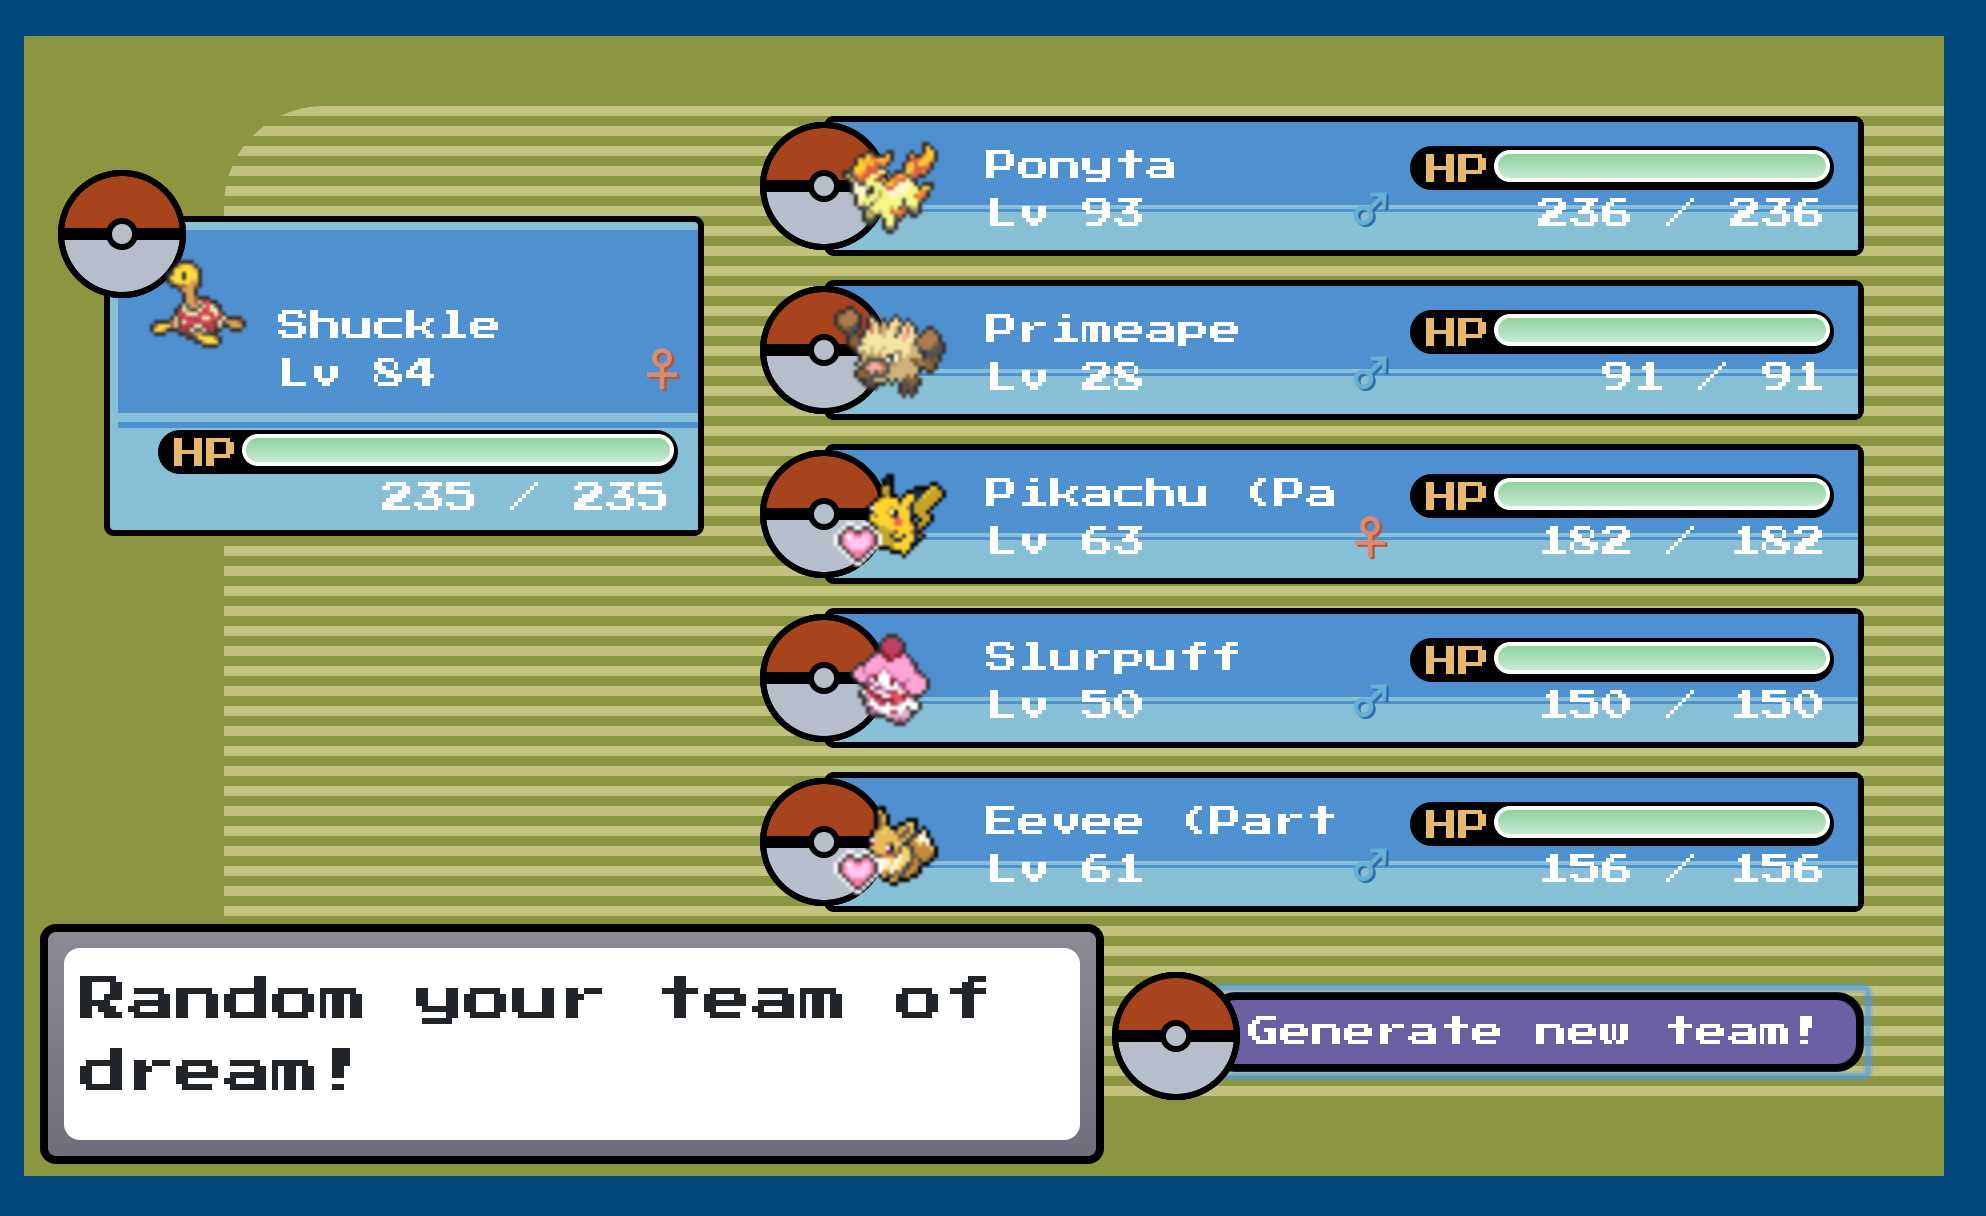 Shuckle
Lv 84 ♀
HP
235 / 235
Ponyta
HP
Lv 93 ♂ 236 / 236
Primeape
HP
Lv 28 ♂ 91 / 91
Pikachu (Pa
HP
Lv 63 ♀ 182 / 182
Slurpuff
HP
Lv 50 ♂ 150 / 150
Eevee (Part
HP
Lv 61 ♂ 156 / 156
Random your team of
dream!
Generate new team!